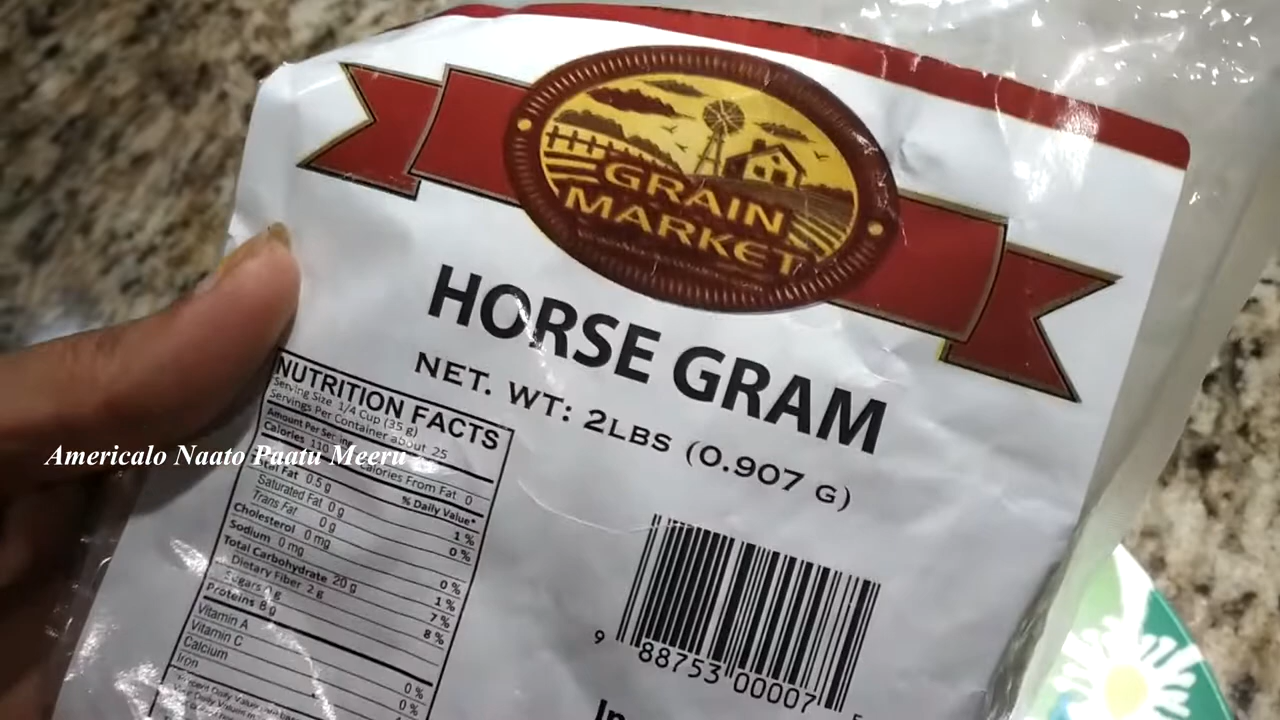 GRAIN
MARKET
HORSE GRAM
NET. WT: 2LBS (0.907 G)
NUTRITION FACTS
Serving Size 1/4 Cup (35 g)
Servings Per Container about 25
Amount Per
Calories 110 Calories From Fat 0
% Daily Value*
Fat 0.5 g 1 %
Saturated Fat 0 g 0 %
Trans Fat 0 g
Cholesterol 0 mg 0 %
Sodium 0 mg 1 %
Total Carbohydrate 20 g 7 %
Dietary Fiber 2 g 8 %
Sugars
Proteins 8 g
Vitamin A 0 %
Vitamin C 0 %
Calcium
Iron
Americalo Naato Paatu Meeru
9 88753 00007 5